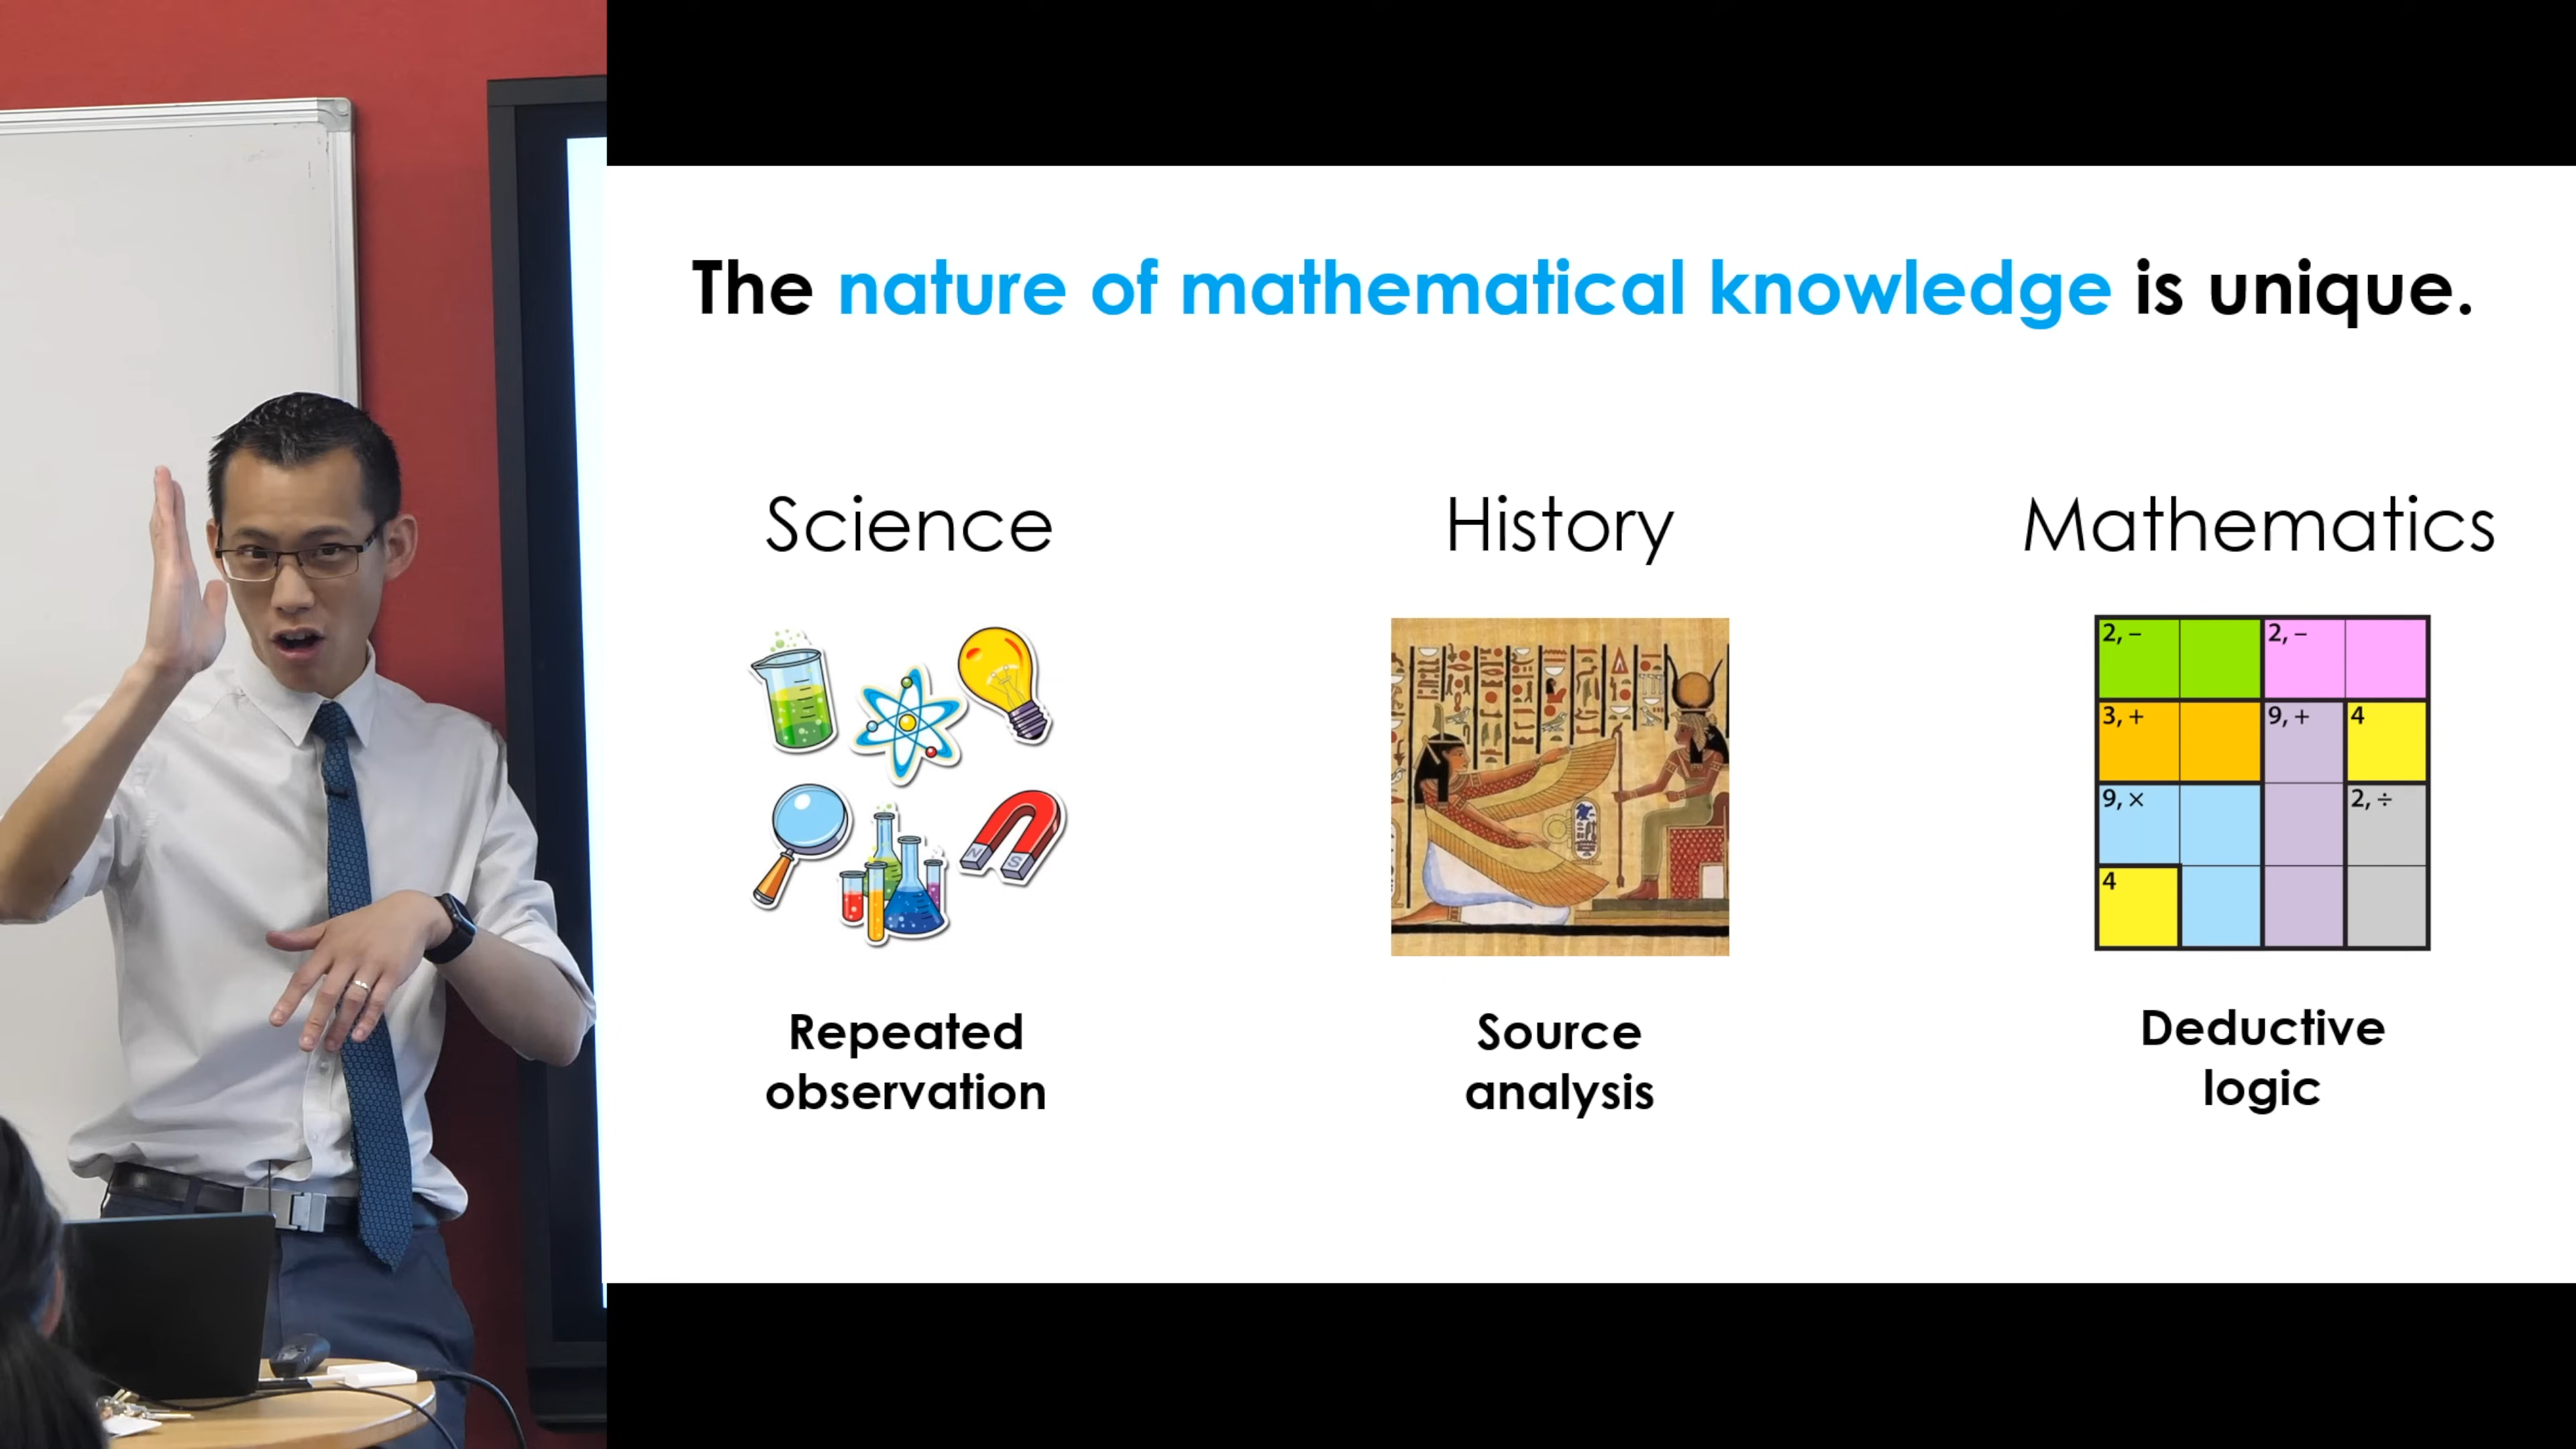 The nature of mathematical knowledge is unique.
Science
History
Mathematics
N S
2, – 2, –
3, + 9, + 4
9, × 2, ÷
4
Repeated
observation
Source
analysis
Deductive
logic